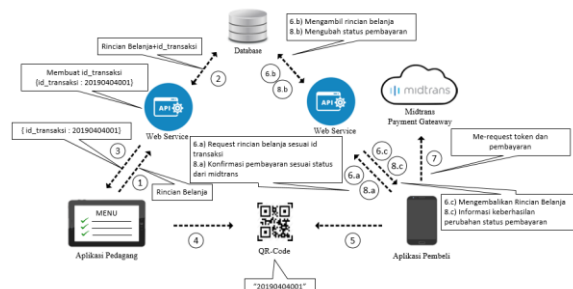 Database
6.b) Mengambil rincian belanja
8.b) Mengubah status pembayaran
Rincian Belanja+id_transaksi
2
6.b
8.b
Membuat id_transaksi
(id_transaksi : 20190404001)
API
Web Service
API
Web Service
midtrans
Midtrans
Payment Gateaway
{ id_transaksi : 20190404001)
3
1
Rincian Belanja
6.a) Request rincian belanja sesuai id
transaksi
8.a) Konfirmasi pembayaran sesuai status
dari midtrans
6.c
8.c
6.a
8.a
7
Me-request token dan
pembayaran
6.c) Mengembalikan Rincian Belanja
8.c) Informasi keberhasilan
perubahan status pembayaran
MENU
Aplikasi Pedagang
4
QR-Code
5
Aplikasi Pembeli
"20190404001"